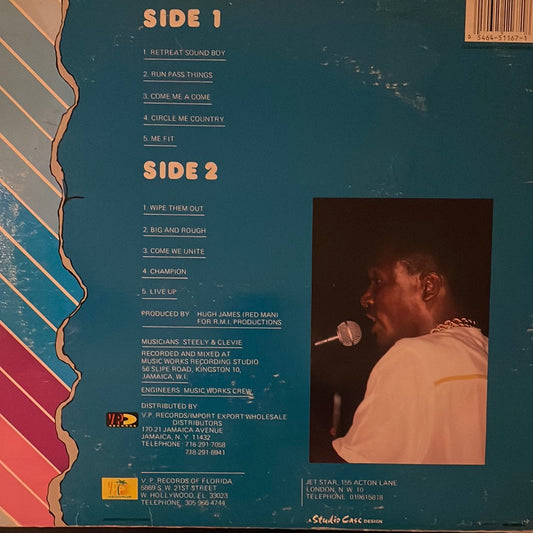 SIDE 1
1. RETREAT SOUND BOY
2. RUN PASS THINGS
3. COME ME A COME
4. CIRCLE ME COUNTRY
5. ME FIT
SIDE 2
1. WIPE THEM OUT
2. BIG AND ROUGH
3. COME WE UNITE
4. CHAMPION
5. LIVE UP
PRODUCED BY HUGH JAMES (RED MAN)
FOR R.M.I. PRODUCTIONS
MUSICIANS STEELY & CLEVIE
RECORDED AND MIXED AT
MUSIC WORKS RECORDING STUDIO
56 SLIPE ROAD, KINGSTON 10,
JAMAICA, W.I.
ENGINEERS MUSIC WORKS CREW
DISTRIBUTED BY
V.P. RECORDS/IMPORT EXPORT/WHOLESALE
DISTRIBUTORS
170-21 JAMAICA AVENUE
JAMAICA, N.Y. 11432
TELEPHONE 718-291-7058
718-291-6941
V.P. RECORDS OF FLORIDA
5893 S.W. 21ST STREET
W. HOLLYWOOD, FL. 33023
TELEPHONE 305 966 4744
JET STAR, 155 ACTON LANE
LONDON, N.W. 10
TELEPHONE 019615818
A Studio Case DESIGN
V.P.